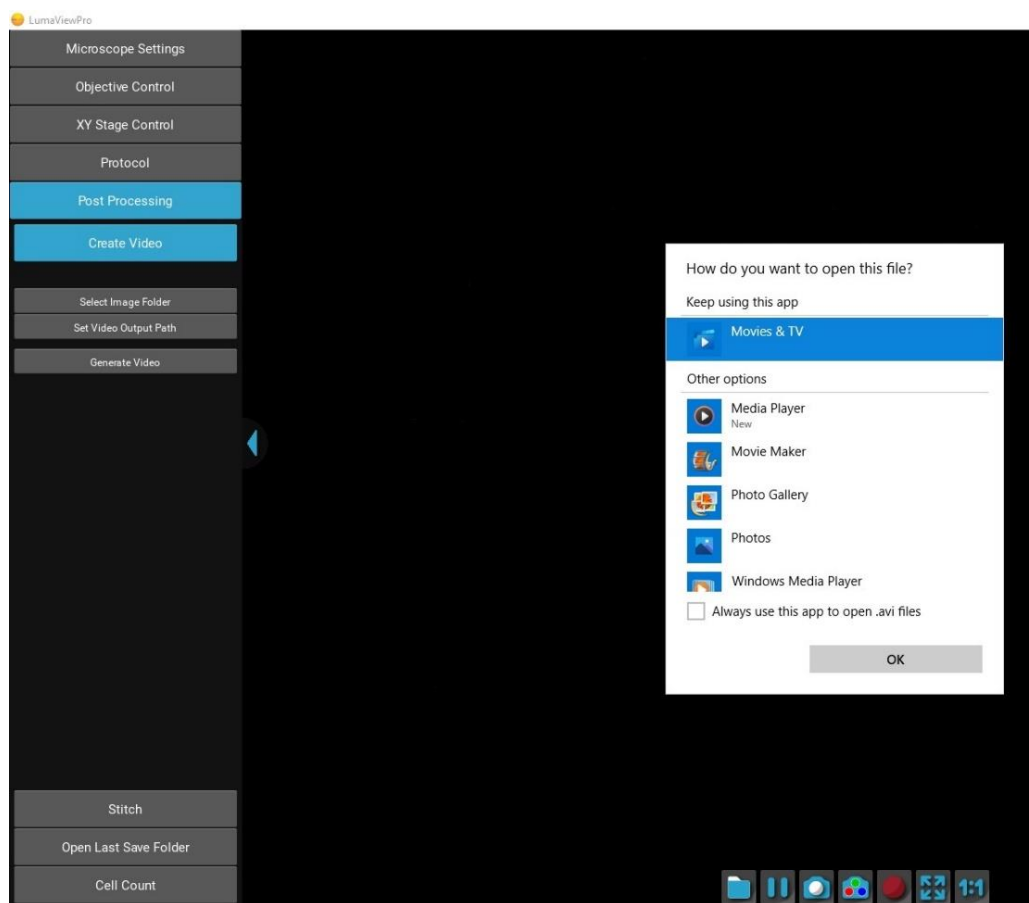 LumaViewPro
Microscope Settings
Objective Control
XY Stage Control
Protocol
Post Processing
Create Video
Select Image Folder
Set Video Output Path
Generate Video
Stitch
Open Last Save Folder
Cell Count
How do you want to open this file?
Keep using this app
Movies & TV
Other options
Media Player
New
Movie Maker
Photo Gallery
Photos
Windows Media Player
Always use this app to open .avi files
OK
1:1